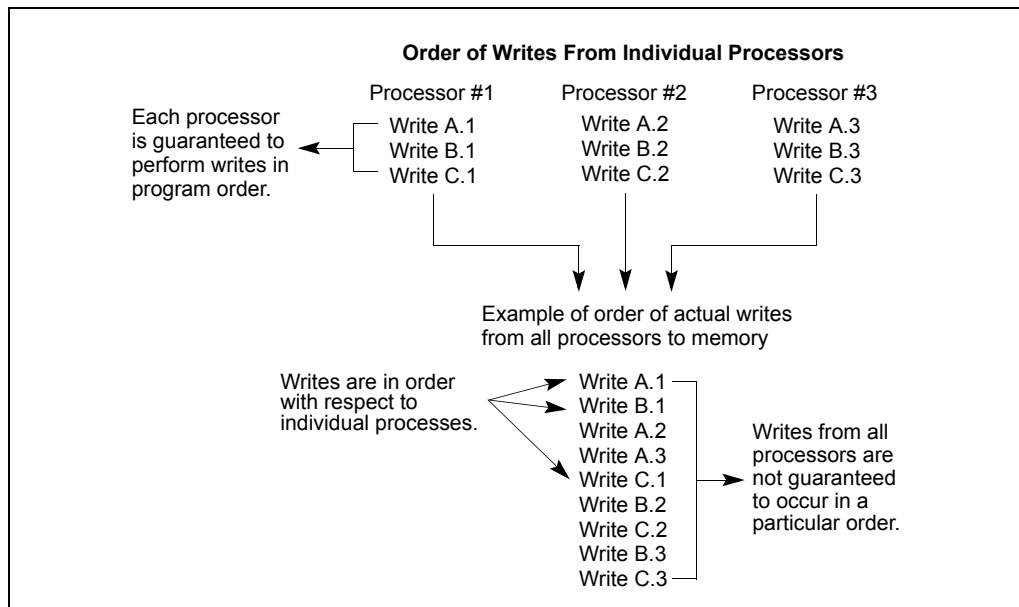 Order of Writes From Individual Processors
Processor #1
Processor #2
Processor #3
Each processor
is guaranteed to
perform writes in
program order.
Write A.1
Write B.1
Write C.1
Write A.2
Write B.2
Write C.2
Write A.3
Write B.3
Write C.3
Example of order of actual writes
from all processors to memory
Writes are in order
with respect to
individual processes.
Write A.1
Write B.1
Write A.2
Write A.3
Write C.1
Write B.2
Write C.2
Write B.3
Write C.3
Writes from all
processors are
not guaranteed
to occur in a
particular order.